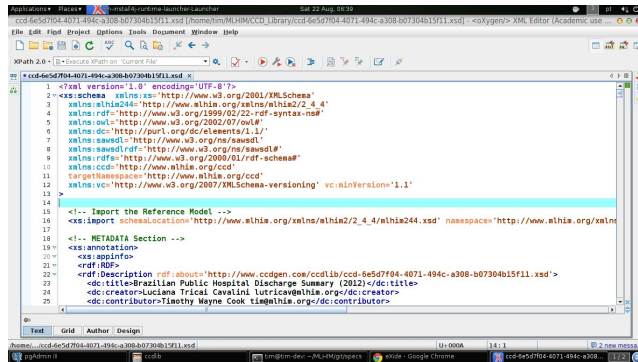 Applications Places install4j-runtime-launcher-Launcher Sat 22 Aug, 06:39 pt
ccd-6e5d7f04-4071-494c-a308-b07304b15f11.xsd [/home/tim/MLHIM/CCD_Library/ccd-6e5d7f04-4071-494c-a308-b07304b15f11.xsd] - <oXygen/> XML Editor (Academic use ...
File Edit Find Project Options Tools Document Window Help
XPath 2.0 Execute XPath on 'Current File'
ccd-6e5d7f04-4071-494c-a308-b07304b15f11.xsd
1 <?xml version='1.0' encoding='UTF-8'?>
2 <xs:schema xmlns:xs='http://www.w3.org/2001/XMLSchema'
3 xmlns:mlhim244='http://www.mlhim.org/xmlns/mlhim2/2_4_4'
4 xmlns:rdf='http://www.w3.org/1999/02/22-rdf-syntax-ns#'
5 xmlns:owl='http://www.w3.org/2002/07/owl#'
6 xmlns:dc='http://purl.org/dc/elements/1.1/'
7 xmlns:sawsdl='http://www.w3.org/ns/sawsdl'
8 xmlns:sawsdlrdf='http://www.w3.org/ns/sawsdl#'
9 xmlns:rdfs='http://www.w3.org/2000/01/rdf-schema#'
10 xmlns:ccd='http://www.mlhim.org/ccd'
11 targetNamespace='http://www.mlhim.org/ccd'
12 xmlns:vc='http://www.w3.org/2007/XMLSchema-versioning' vc:minVersion='1.1'
13 >
14
15 <!-- Import the Reference Model -->
16 <xs:import schemaLocation='http://www.mlhim.org/xmlns/mlhim2/2_4_4/mlhim244.xsd' namespace='http://www.mlhim.org/xmlns
17
18 <!-- METADATA Section -->
19 <xs:annotation>
20 <xs:appinfo>
21 <rdf:RDF>
22 <rdf:Description rdf:about='http://www.ccdgen.com/ccdlib/ccd-6e5d7f04-4071-494c-a308-b07304b15f11.xsd'>
23 <dc:title>Brazilian Public Hospital Discharge Summary (2012)</dc:title>
24 <dc:creator>Luciana Tricai Cavalini lutricav@gmail.com</dc:creator>
25 <dc:contributor>Timothy Wayne Cook tim@mlhim.org</dc:contributor>
Text Grid Author Design
/home/.../ccd-6e5d7f04-4071-494c-a308-b07304b15f11.xsd U+000A 14 : 1 2 new messa
pgAdmin III ccdlib tim@tim-dev: ~/MLHIM/git/specs eXide - Google Chrome ccd-6e5d7f04-4071-494c-a308... 1 / 2